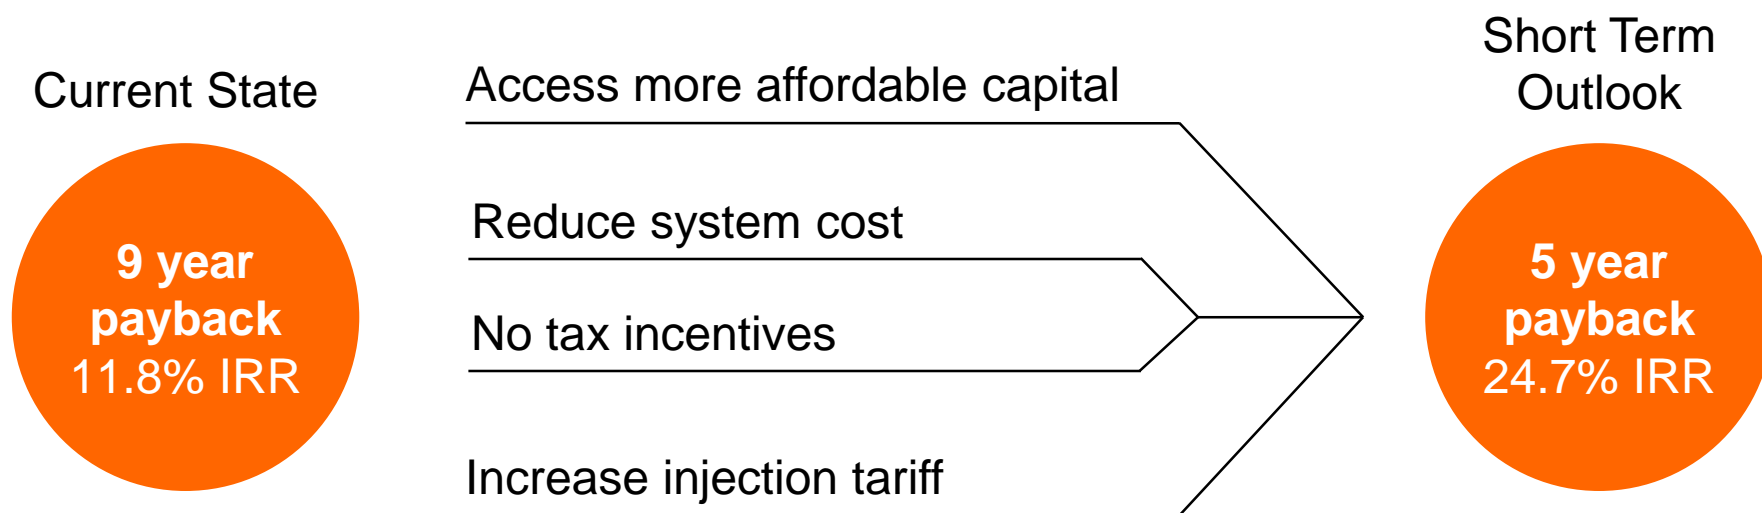 Current State
9 year
payback
11.8% IRR
Access more affordable capital
Reduce system cost
No tax incentives
Increase injection tariff
Short Term
Outlook
5 year
payback
24.7% IRR